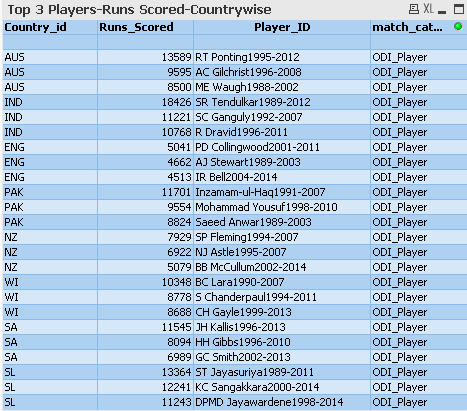 Top 3 Players-Runs Scored-Countrywise XL
Country_id Runs_Scored Player_ID match_cat...
AUS 13589 RT Ponting1995-2012 ODI_Player
AUS 9595 AC Gilchrist1996-2008 ODI_Player
AUS 8500 ME Waugh1988-2002 ODI_Player
IND 18426 SR Tendulkar1989-2012 ODI_Player
IND 11221 SC Ganguly1992-2007 ODI_Player
IND 10768 R Dravid1996-2011 ODI_Player
ENG 5041 PD Collingwood2001-2011 ODI_Player
ENG 4662 AJ Stewart1989-2003 ODI_Player
ENG 4513 IR Bell2004-2014 ODI_Player
PAK 11701 Inzamam-ul-Haq1991-2007 ODI_Player
PAK 9554 Mohammad Yousuf1998-2010 ODI_Player
PAK 8824 Saeed Anwar1989-2003 ODI_Player
NZ 7929 SP Fleming1994-2007 ODI_Player
NZ 6922 NJ Astle1995-2007 ODI_Player
NZ 5079 BB McCullum2002-2014 ODI_Player
WI 10348 BC Lara1990-2007 ODI_Player
WI 8778 S Chanderpaul1994-2011 ODI_Player
WI 8688 CH Gayle1999-2013 ODI_Player
SA 11545 JH Kallis1996-2013 ODI_Player
SA 8094 HH Gibbs1996-2010 ODI_Player
SA 6989 GC Smith2002-2013 ODI_Player
SL 13364 ST Jayasuriya1989-2011 ODI_Player
SL 12241 KC Sangakkara2000-2014 ODI_Player
SL 11243 DPMD Jayawardene1998-2014 ODI_Player